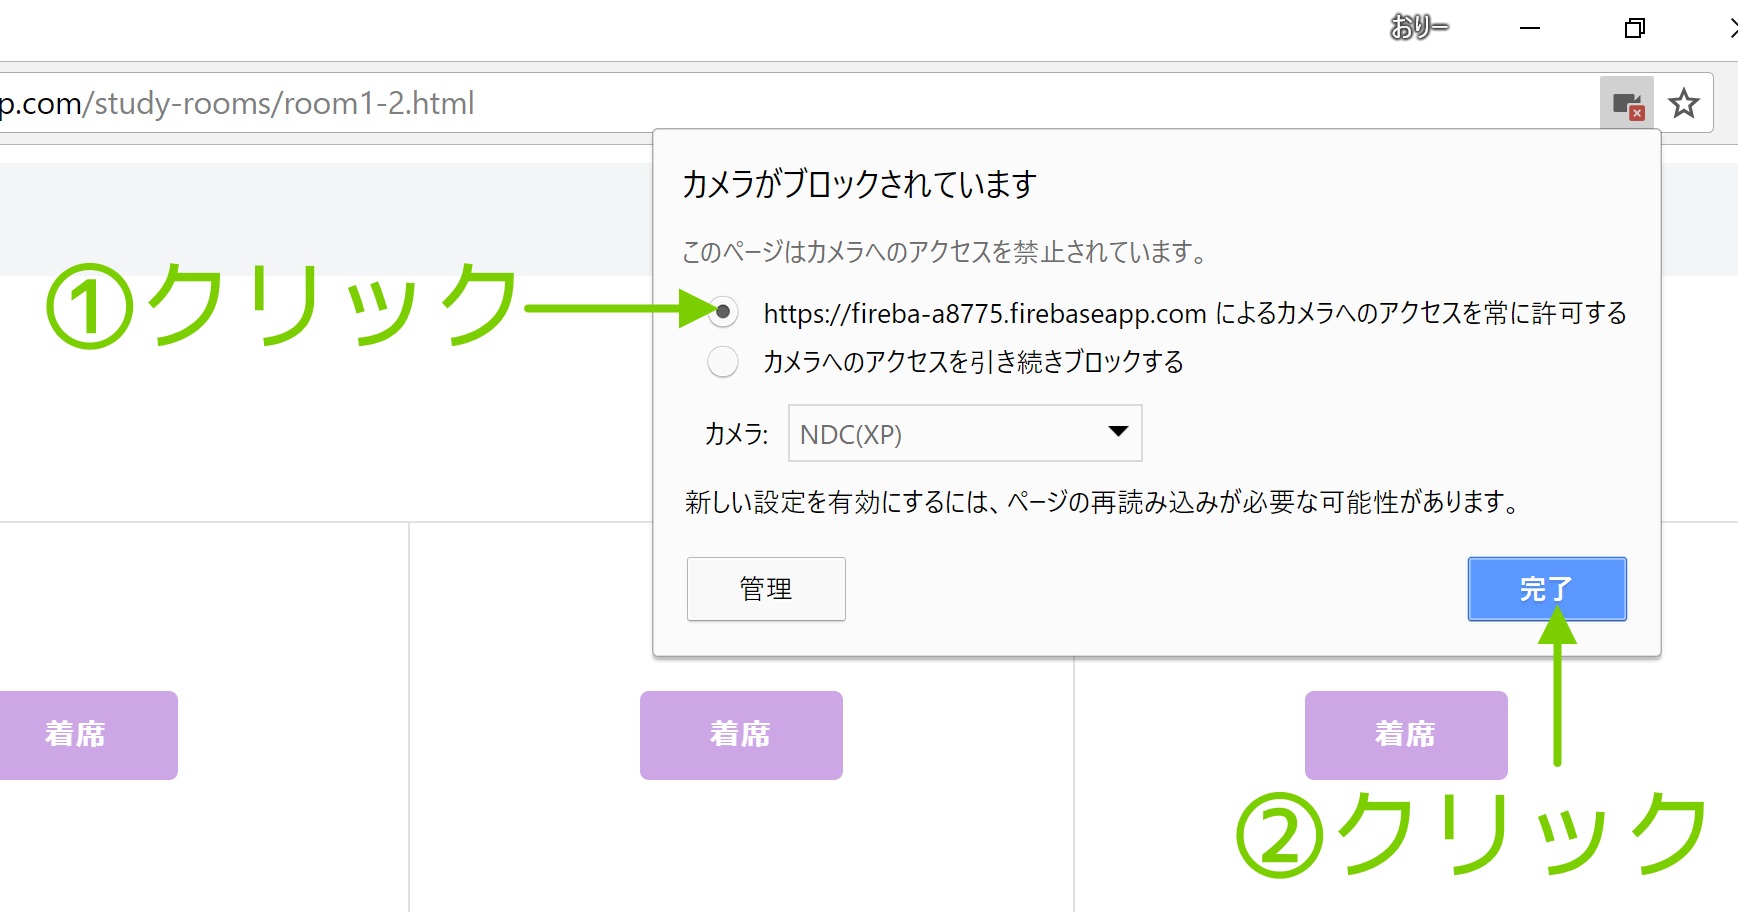 おりー
p.com/study-rooms/room1-2.html
カメラがブロックされています
このページはカメラへのアクセスを禁止されています。
①クリック
https://fireba-a8775.firebaseapp.com によるカメラへのアクセスを常に許可する
カメラへのアクセスを引き続きブロックする
カメラ: NDC(XP)
新しい設定を有効にするには、ページの再読み込みが必要な可能性があります。
管理 完了
着席 着席 着席
②クリック